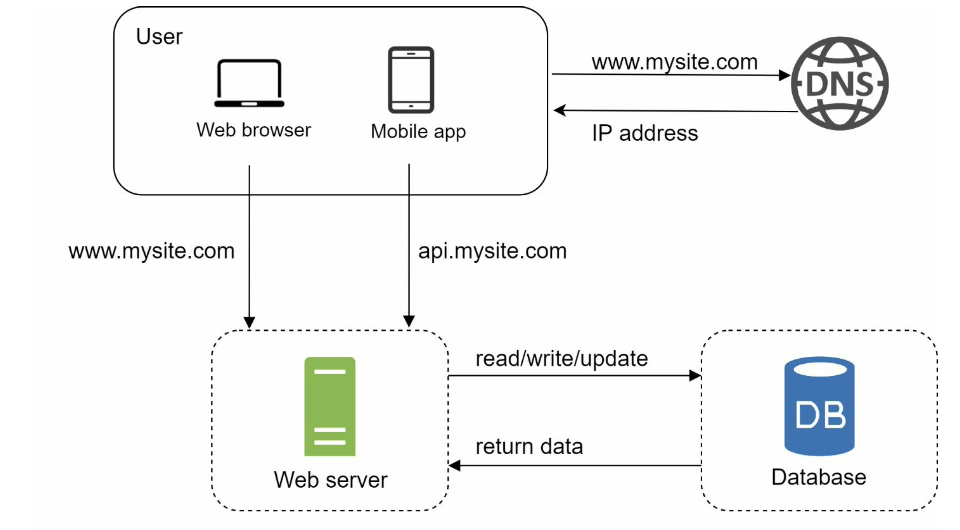 User
Web browser
Mobile app
www.mysite.com
DNS
IP address
www.mysite.com
api.mysite.com
read/write/update
DB
return data
Web server
Database